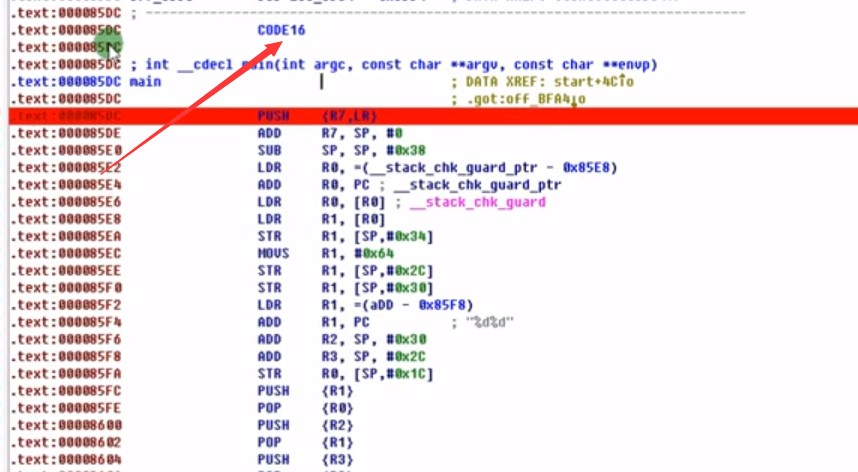 .text:000085DC ; ---------------------------------------------------------------------------
.text:000085DC CODE16
.text:000085DC
.text:000085DC ; int __cdecl main(int argc, const char **argv, const char **envp)
.text:000085DC main ; DATA XREF: start+4C↑o
.text:000085DC ; .got:off_BFA4↓o
.text:000085DC PUSH {R7,LR}
.text:000085DE ADD R7, SP, #0
.text:000085E0 SUB SP, SP, #0x38
.text:000085E2 LDR R0, =(__stack_chk_guard_ptr - 0x85E8)
.text:000085E4 ADD R0, PC ; __stack_chk_guard_ptr
.text:000085E6 LDR R0, [R0] ; __stack_chk_guard
.text:000085E8 LDR R1, [R0]
.text:000085EA STR R1, [SP,#0x34]
.text:000085EC MOVS R1, #0x64
.text:000085EE STR R1, [SP,#0x2C]
.text:000085F0 STR R1, [SP,#0x30]
.text:000085F2 LDR R1, =(aDD - 0x85F8)
.text:000085F4 ADD R1, PC ; "%d%d"
.text:000085F6 ADD R2, SP, #0x30
.text:000085F8 ADD R3, SP, #0x2C
.text:000085FA STR R0, [SP,#0x1C]
.text:000085FC PUSH {R1}
.text:000085FE POP {R0}
.text:00008600 PUSH {R2}
.text:00008602 POP {R1}
.text:00008604 PUSH {R3}